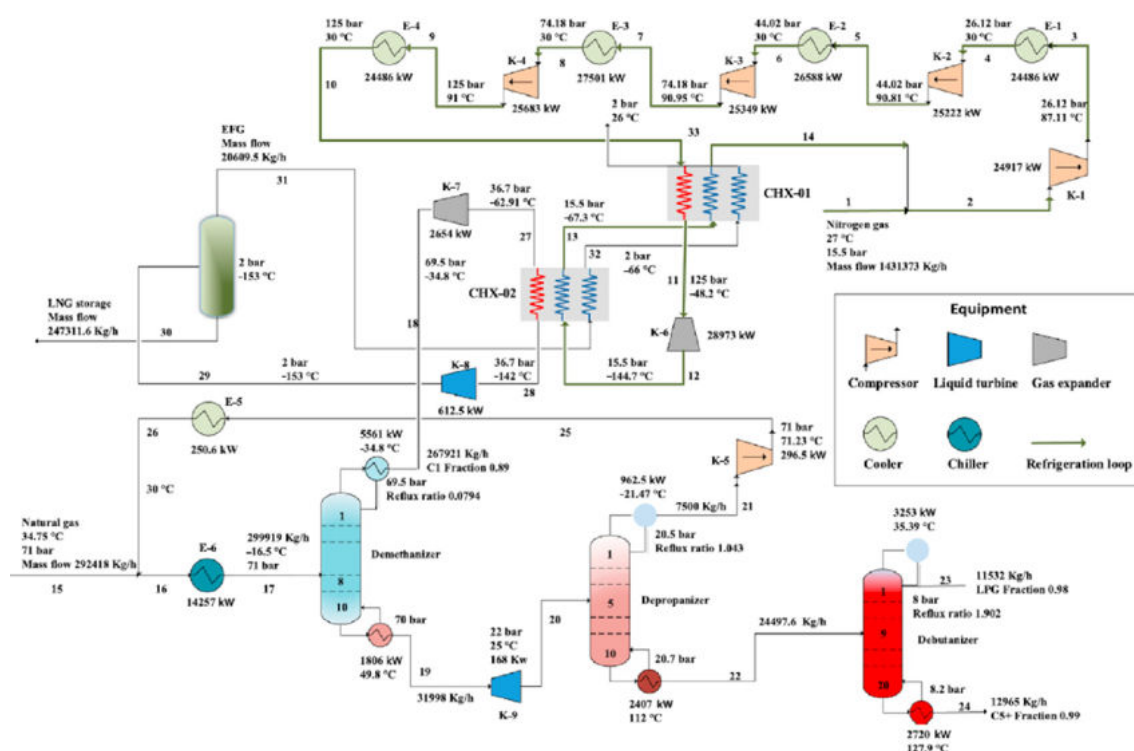 125 bar
30 °C
E-4
9
24486 kW
10
K-4
125 bar
91 °C
25683 kW
74.18 bar
30 °C
8
E-3
7
27501 kW
K-3
74.18 bar
90.95 °C
25349 kW
44.02 bar
30 °C
6
E-2
5
26588 kW
K-2
44.02 bar
90.81 °C
25222 kW
26.12 bar
30 °C
4
E-1
3
24486 kW
26.12 bar
87.11 °C
24917 kW
K-1
2 bar
26 °C
33
14
CHX-01
1
2
Nitrogen gas
27 °C
15.5 bar
Mass flow 1431373 Kg/h
EFG
Mass flow
20609.5 Kg/h
31
K-7
2654 kW
36.7 bar
-62.91 °C
27
69.5 bar
-34.8 °C
18
15.5 bar
-67.3 °C
13
32
2 bar
-66 °C
CHX-02
11
125 bar
-48.2 °C
K-6
28973 kW
15.5 bar
-144.7 °C
12
2 bar
-153 °C
LNG storage
Mass flow
247311.6 Kg/h
30
29
2 bar
-153 °C
K-8
612.5 kW
36.7 bar
-142 °C
28
Equipment
Compressor
Liquid turbine
Gas expander
Cooler
Chiller
Refrigeration loop
26
E-5
250.6 kW
25
30 °C
5561 kW
-34.8 °C
267921 Kg/h
C1 Fraction 0.89
69.5 bar
Reflux ratio 0.0794
K-5
71 bar
71.23 °C
296.5 kW
21
962.5 kW
-21.47 °C
7500 Kg/h
20.5 bar
Reflux ratio 1.043
3253 kW
35.39 °C
Natural gas
34.75 °C
71 bar
Mass flow 292418 Kg/h
15
16
E-6
14257 kW
17
299919 Kg/h
-16.5 °C
71 bar
1
8
10
Demethanizer
70 bar
1806 kW
49.8 °C
19
31998 Kg/h
22 bar
25 °C
168 Kw
K-9
20
1
5
10
Depropanizer
20.7 bar
2407 kW
112 °C
22
24497.6 Kg/h
1
9
20
23
11532 Kg/h
LPG Fraction 0.98
8 bar
Reflux ratio 1.902
Debutanizer
8.2 bar
24
12965 Kg/h
C5+ Fraction 0.99
2720 kW
127.9 °C